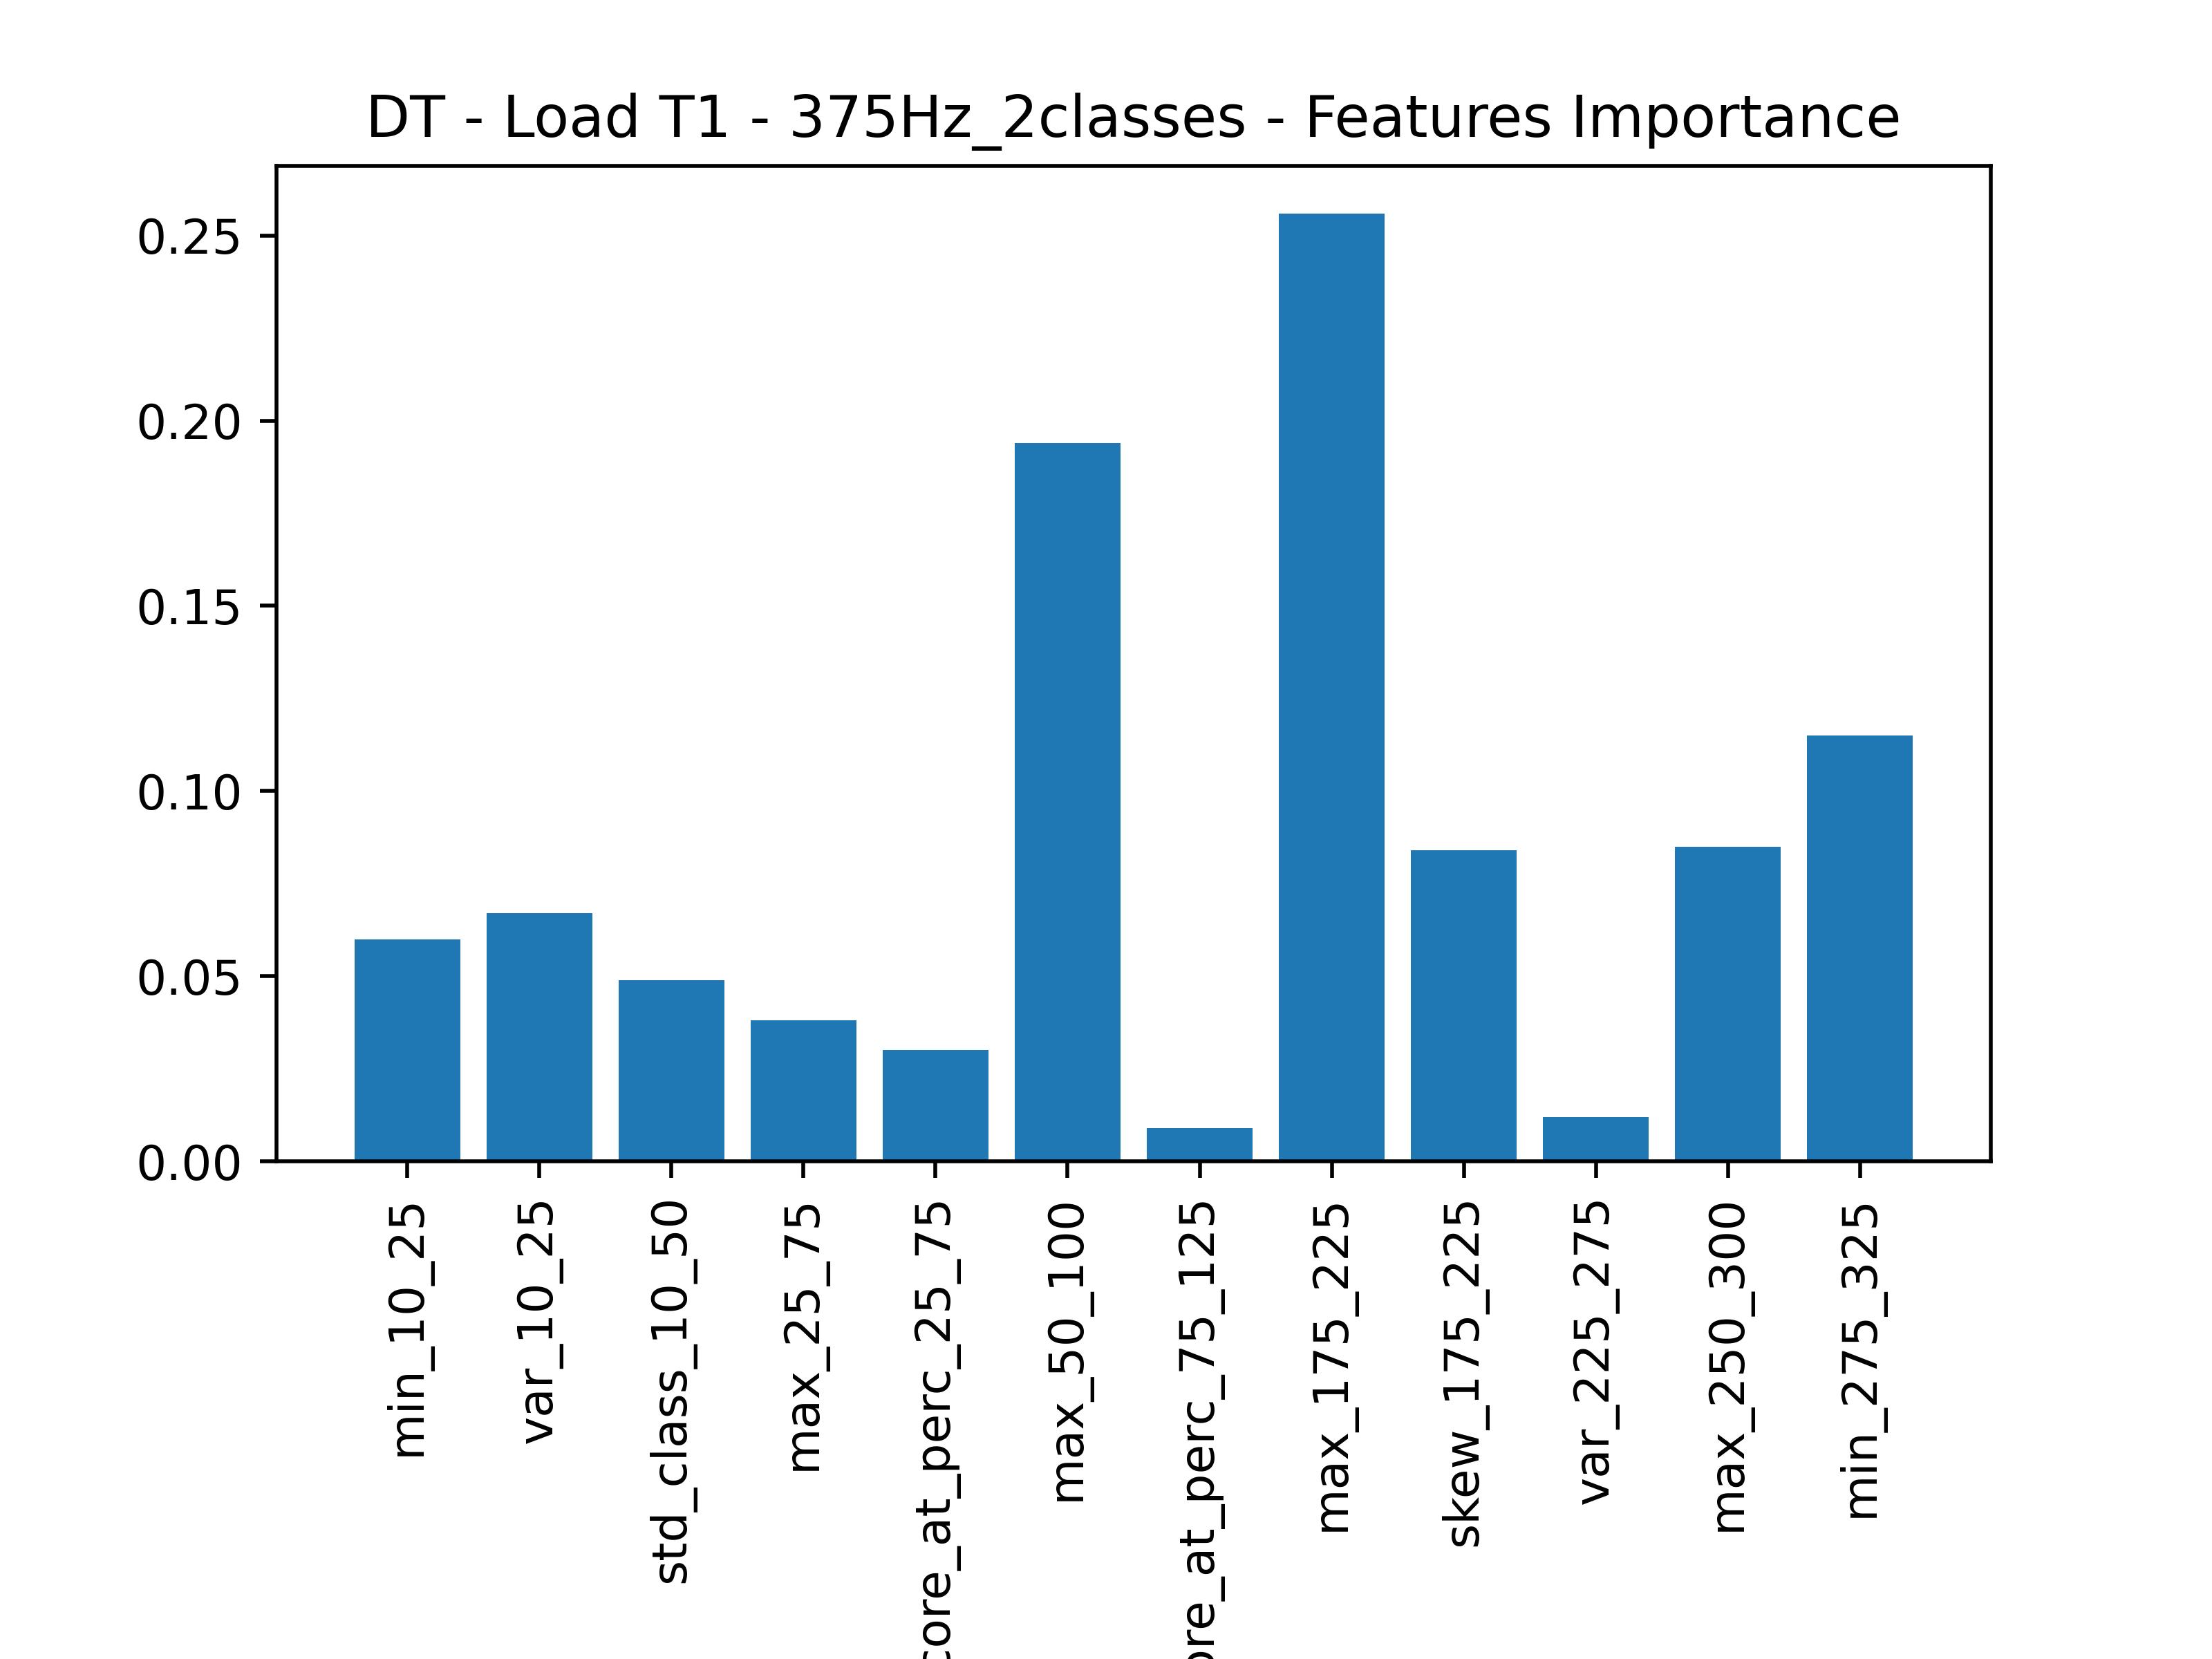 DT - Load T1 - 375Hz_2classes - Features Importance
0.25
0.20
0.15
0.10
0.05
0.00
min_10_25
var_10_25
std_class_10_50
max_25_75
core_at_perc_25_75
max_50_100
ore_at_perc_75_125
max_175_225
skew_175_225
var_225_275
max_250_300
min_275_325